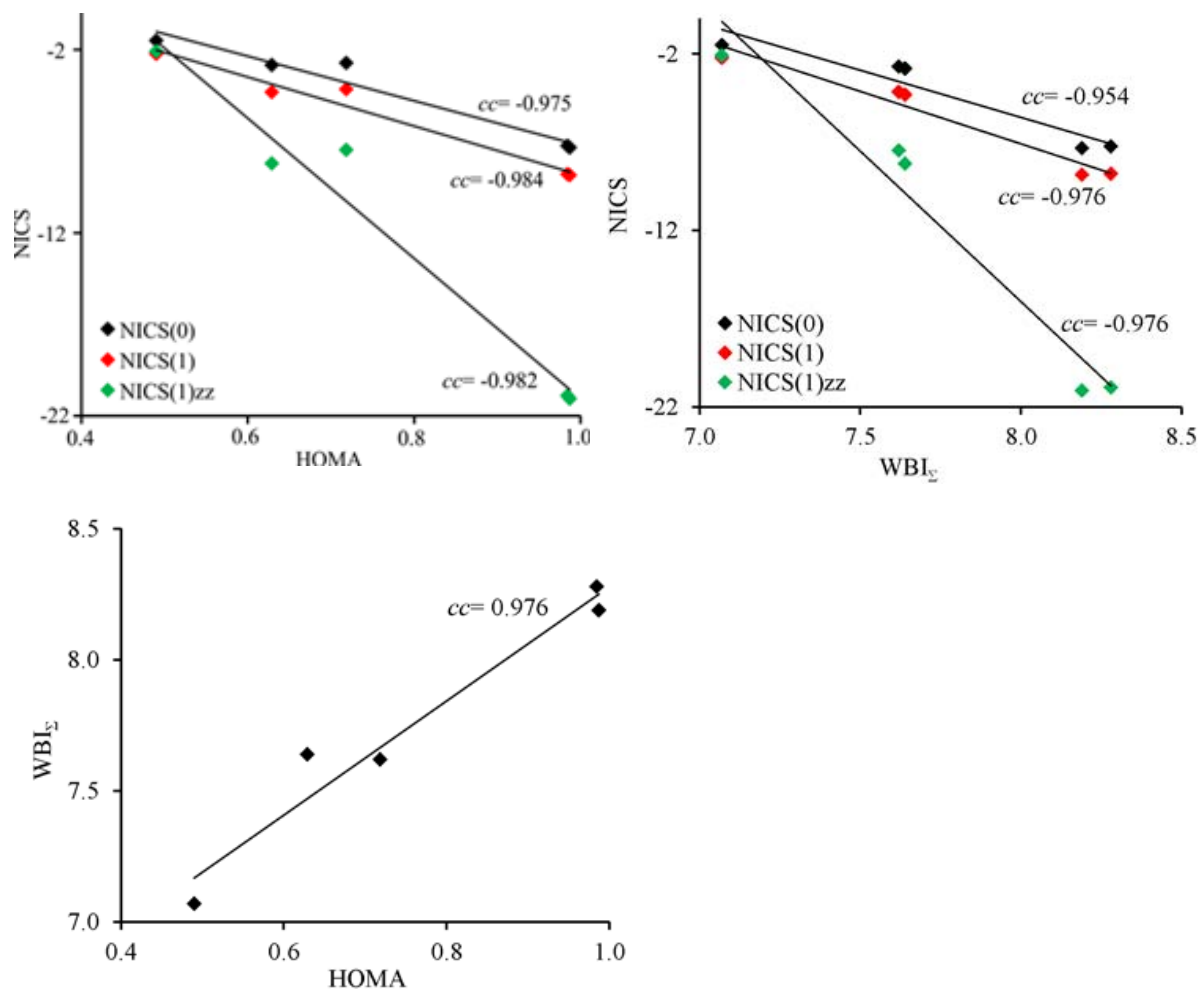 -2
-12
-22
NICS
cc= -0.975
cc= -0.984
cc= -0.982
NICS(0)
NICS(1)
NICS(1)zz
0.4
0.6
0.8
1.0
HOMA
-2
-12
-22
NICS
cc= -0.954
cc= -0.976
cc= -0.976
NICS(0)
NICS(1)
NICS(1)zz
7.0
7.5
8.0
8.5
WBIΣ
8.5
8.0
7.5
7.0
WBIΣ
cc= 0.976
0.4
0.6
0.8
1.0
HOMA